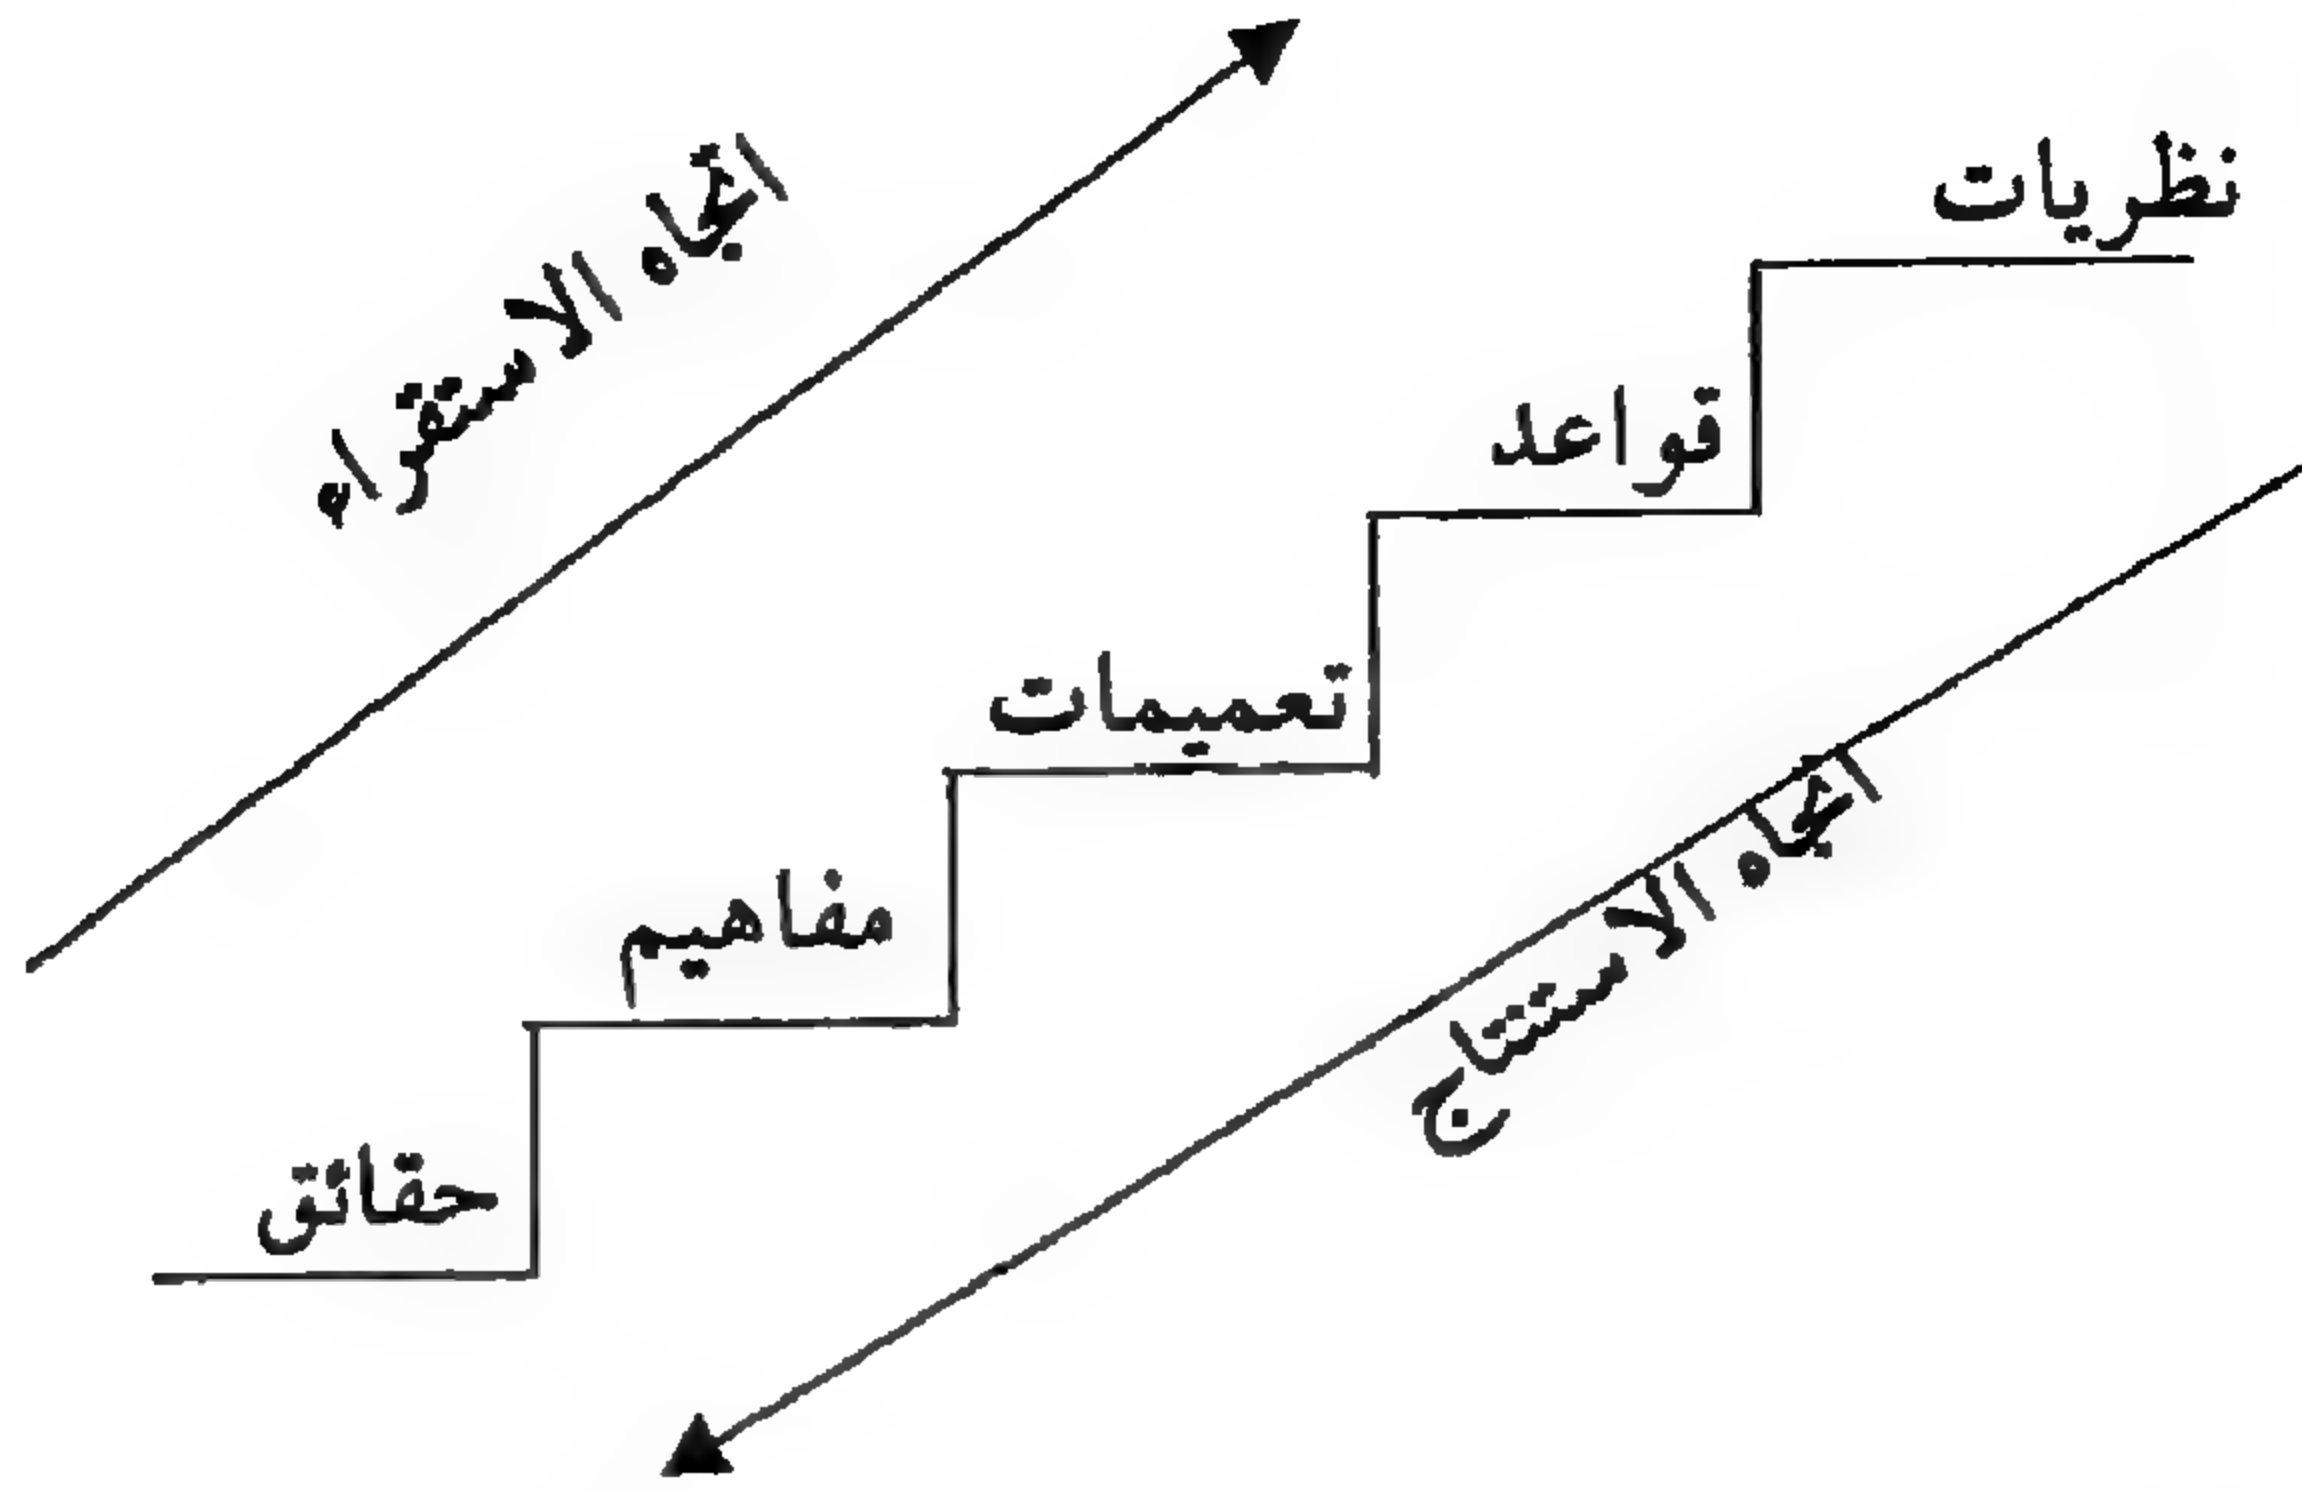 اتجاه الاستقراء
نظريات
قواعد
تعميمات
اتجاه الاستنتاج
مفاهيم
حقائق